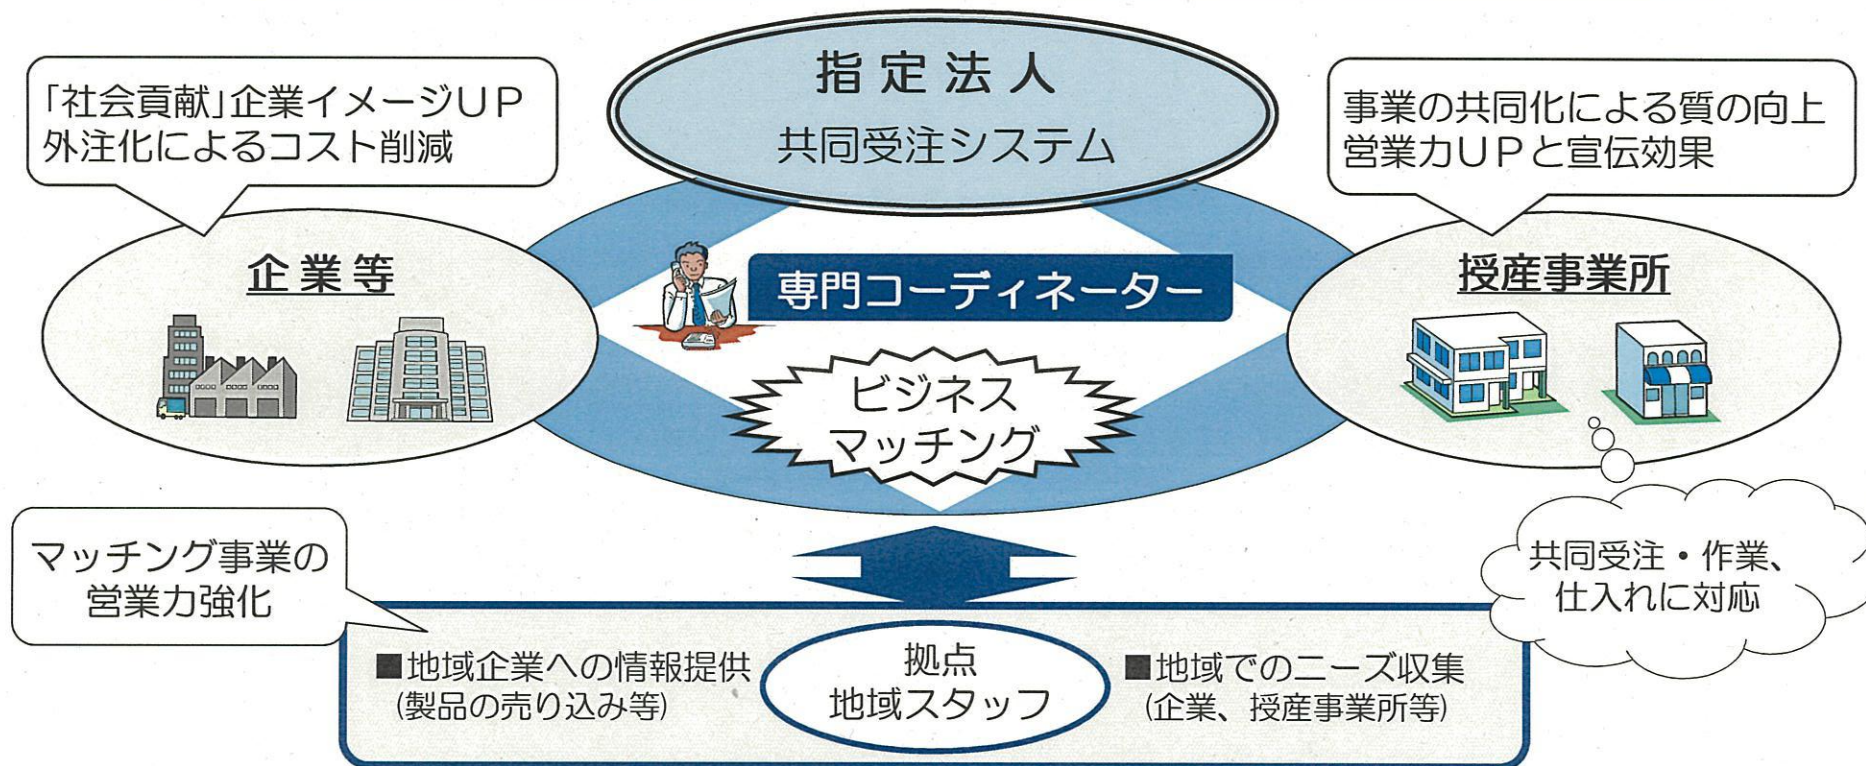 指定法人
共同受注システム
「社会貢献」企業イメージUP
外注化によるコスト削減
事業の共同化による質の向上
営業力UPと宣伝効果
企業等
専門コーディネーター
授産事業所
ビジネス
マッチング
マッチング事業の
営業力強化
共同受注・作業、
仕入れに対応
■地域企業への情報提供
(製品の売り込み等)
拠点
地域スタッフ
■地域でのニーズ収集
(企業、授産事業所等)